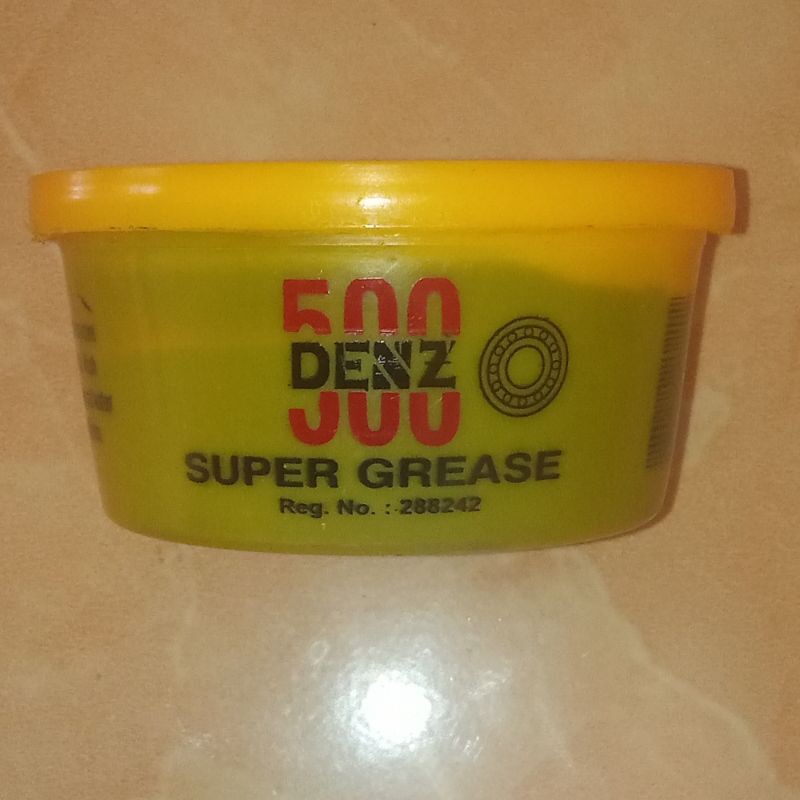 500
DENZ
SUPER GREASE
Reg. No. : 288242